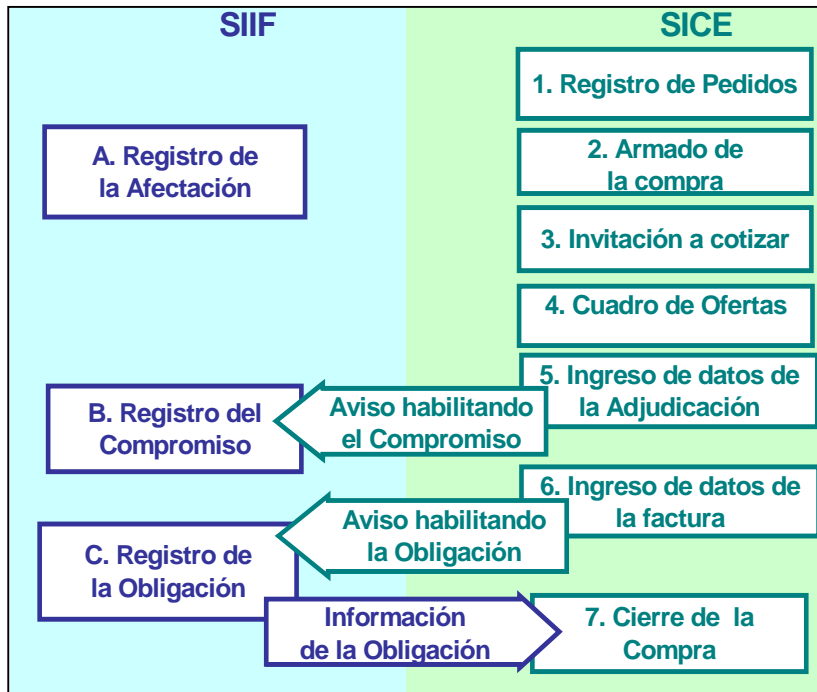 SIIF
SICE
1. Registro de Pedidos
A. Registro de
la Afectación
2. Armado de
la compra
3. Invitación a cotizar
4. Cuadro de Ofertas
5. Ingreso de datos de
la Adjudicación
Aviso habilitando
el Compromiso
B. Registro del
Compromiso
6. Ingreso de datos de
la factura
Aviso habilitando
la Obligación
C. Registro de
la Obligación
Información
de la Obligación
7. Cierre de la
Compra